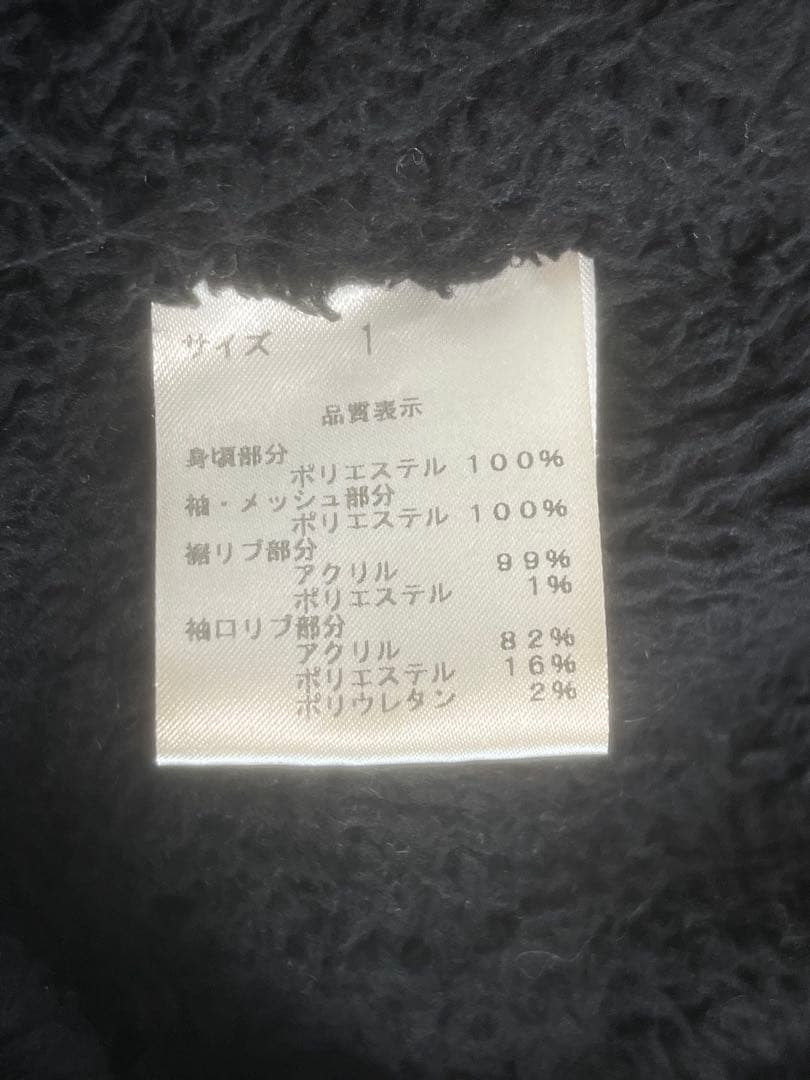 サイズ 1
品質表示
身頃部分
ポリエステル 100%
袖・メッシュ部分
ポリエステル 100%
裾リブ部分
アクリル 99%
ポリエステル 1%
袖口リブ部分
アクリル 82%
ポリエステル 16%
ポリウレタン 2%